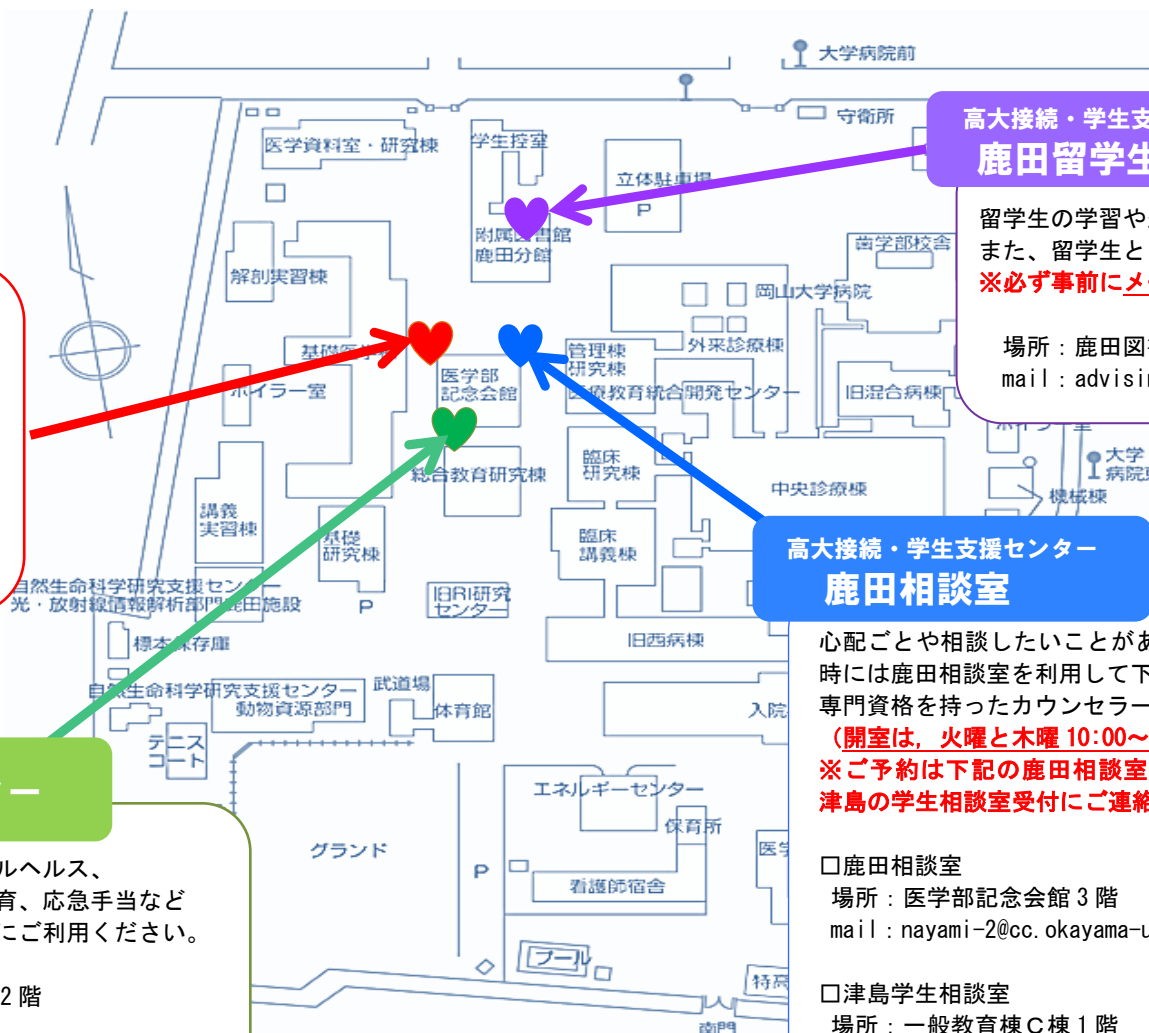 大学病院前
守衛所
医学資料室・研究棟
学生控室
立体駐車場
P
附属図書館
鹿田分館
歯学部校舎
解剖実習棟
岡山大学病院
基礎医学棟
管理棟
研究棟
外来診療棟
ボイラー室
医学部
記念会館
医療教育統合開発センター
旧混合病棟
ボイラー室
総合教育研究棟
臨床
研究棟
中央診療棟
大学
病院東
機械棟
講義
実習棟
基礎
研究棟
臨床
講義棟
自然生命科学研究支援センター
光・放射線情報解析部門鹿田施設
P
旧RI研究
センター
標本保存庫
旧西病棟
自然生命科学研究支援センター
動物資源部門
武道場
体育館
入院
テニス
コート
エネルギーセンター
保育所
グランド
P
看護師宿舎
プール
特高
南門
高大接続・学生支
鹿田留学生
留学生の学習や
また、留学生と
※必ず事前にメ
場所：鹿田図
mail：advisin
高大接続・学生支援センター
鹿田相談室
心配ごとや相談したいことがあ
時には鹿田相談室を利用して下
専門資格を持ったカウンセラー
（開室は，火曜と木曜 10:00～
※ご予約は下記の鹿田相談室
津島の学生相談室受付にご連絡
□鹿田相談室
場所：医学部記念会館３階
mail：nayami-2@cc.okayama-u
□津島学生相談室
場所：一般教育棟Ｃ棟１階
ー
ルヘルス、
育、応急手当など
にご利用ください。
2 階